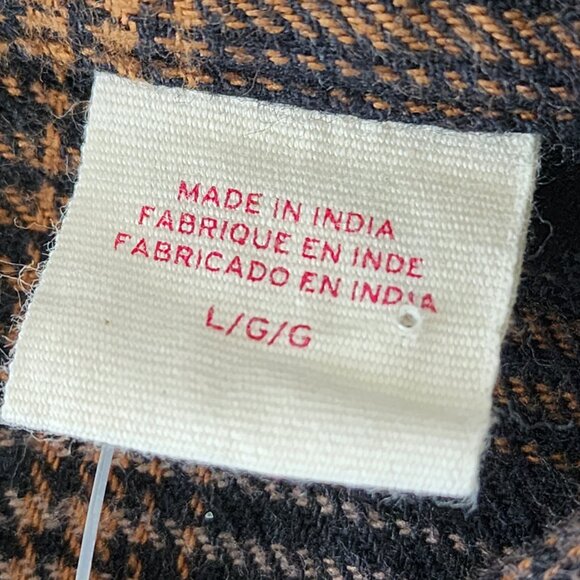 MADE IN INDIA
FABRIQUE EN INDE
FABRICADO EN INDIA
L/G/G